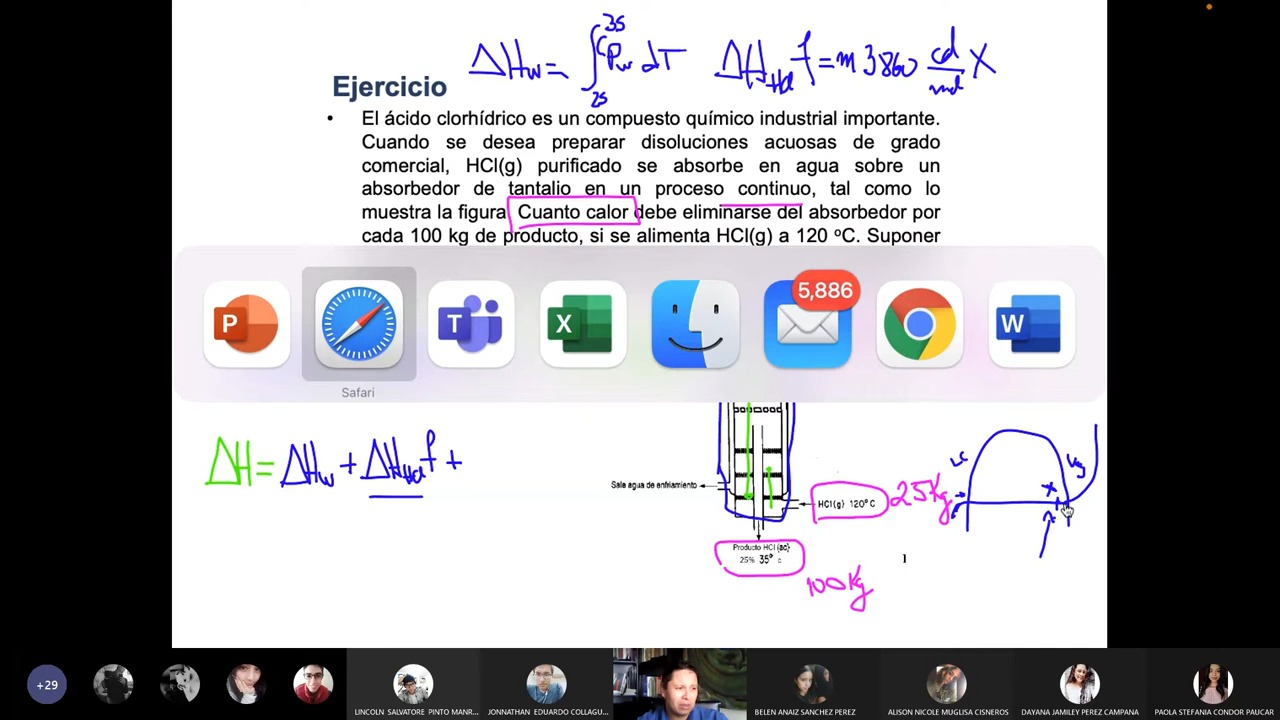 ΔHw = ∫₂₅³⁵ CPw dT ΔHHCl f = m 3860 cal/mol X
Ejercicio
• El ácido clorhídrico es un compuesto químico industrial importante.
Cuando se desea preparar disoluciones acuosas de grado
comercial, HCl(g) purificado se absorbe en agua sobre un
absorbedor de tantalio en un proceso continuo, tal como lo
muestra la figura Cuanto calor debe eliminarse del absorbedor por
cada 100 kg de producto, si se alimenta HCl(g) a 120 ºC. Suponer
5,886
P
T
X
W
Safari
ΔH = ΔHw + ΔHHCl f +
Sale agua de enfriamiento
HCl(g) 120°C
25Kg
X
Producto HCl(ac)
25% 35° c
100Kg
+29
LINCOLN SALVATORE PINTO MANR...
JONNATHAN EDUARDO COLLAGU...
BELEN ANAIZ SANCHEZ PEREZ
ALISON NICOLE MUGLISA CISNEROS
DAYANA JAMILEY PEREZ CAMPANA
PAOLA STEFANIA CONDOR PAUCAR